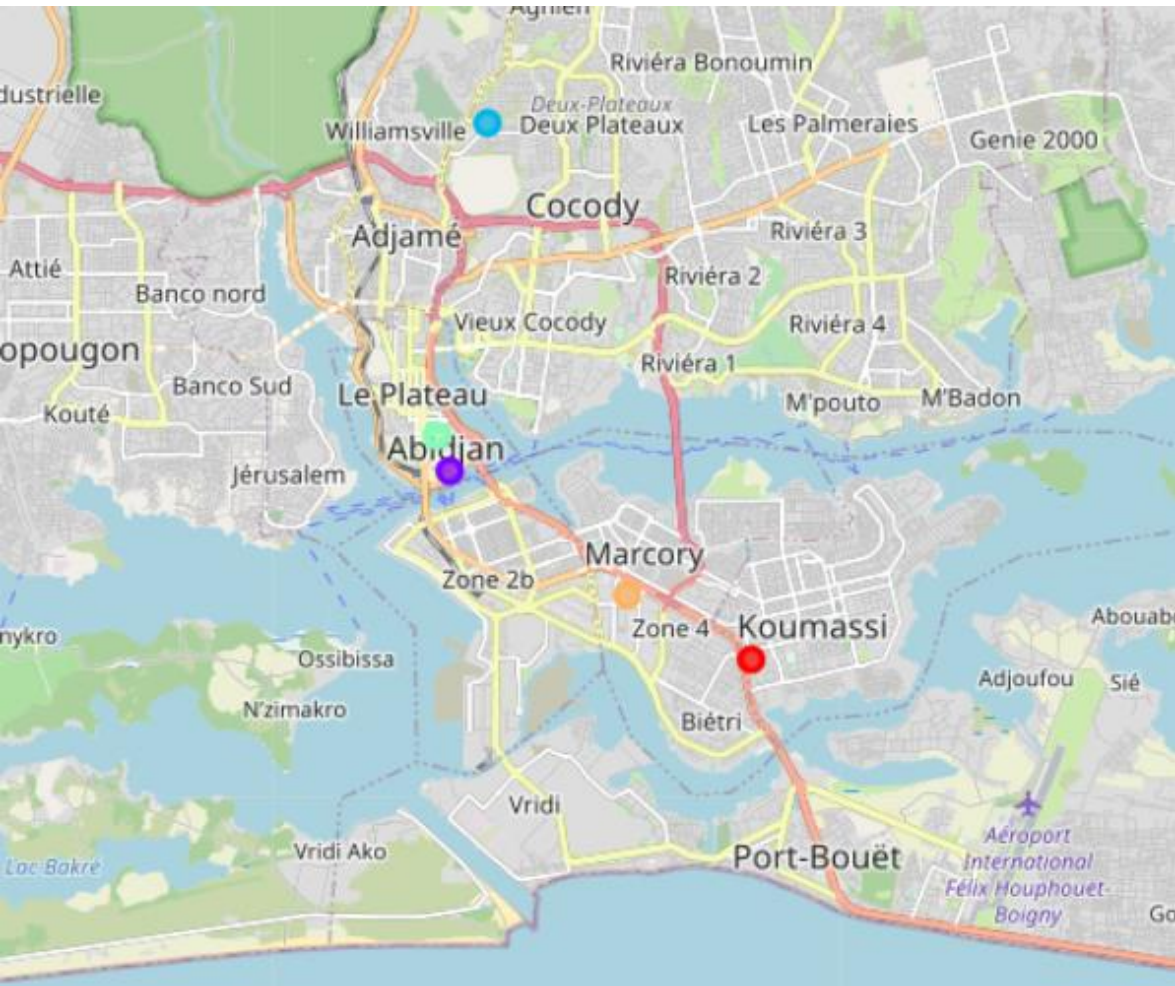 Riviéra Bonoumin
dustrielle
Deux-Plateaux
Williamsville
Deux Plateaux
Les Palmeraies
Genie 2000
Cocody
Adjamé
Riviéra 3
Attié
Riviéra 2
Banco nord
Vieux Cocody
Riviéra 4
opougon
Riviéra 1
Banco Sud
Le Plateau
M'pouto
M'Badon
Kouté
Abidjan
Jérusalem
Marcory
Zone 2b
Abouab
Zone 4
Koumassi
nykro
Ossibissa
Adjoufou
Sié
N'zimakro
Biétri
Vridi
Aéroport
International
Félix Houphouët-
Boigny
Vridi Ako
Port-Bouët
Lac Bakré
Go